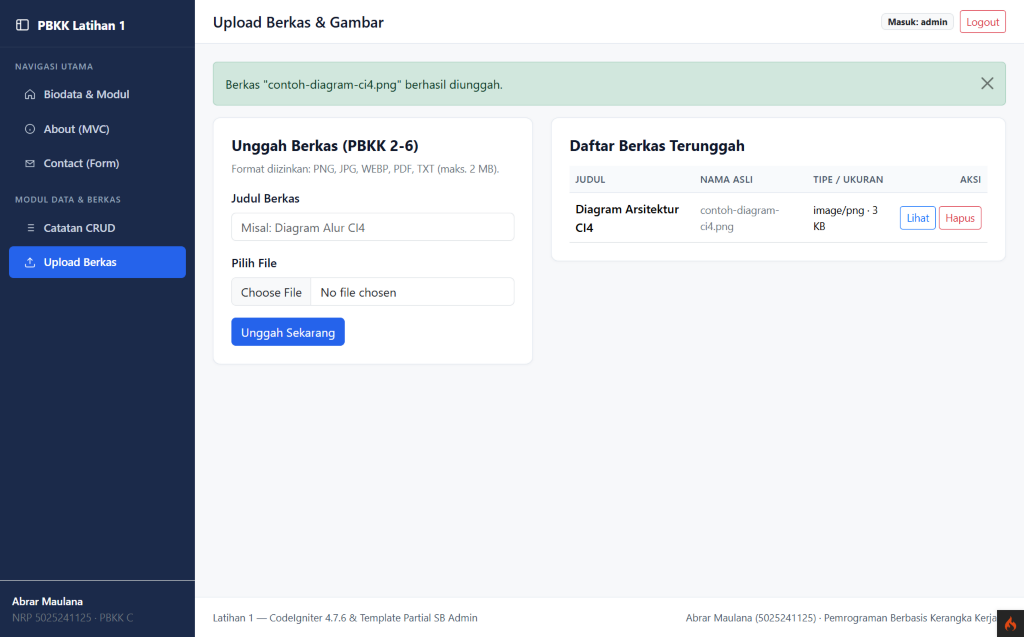 PBKK Latihan 1
NAVIGASI UTAMA
Biodata & Modul
About (MVC)
Contact (Form)
MODUL DATA & BERKAS
Catatan CRUD
Upload Berkas
Abrar Maulana
NRP 5025241125 · PBKK C
Upload Berkas & Gambar
Masuk: admin
Logout
Berkas "contoh-diagram-ci4.png" berhasil diunggah.
Unggah Berkas (PBKK 2-6)
Format diizinkan: PNG, JPG, WEBP, PDF, TXT (maks. 2 MB).
Judul Berkas
Misal: Diagram Alur CI4
Pilih File
Choose File No file chosen
Unggah Sekarang
Daftar Berkas Terunggah
JUDUL NAMA ASLI TIPE / UKURAN AKSI
Diagram Arsitektur
CI4
contoh-diagram-
ci4.png
image/png · 3
KB
Lihat
Hapus
Latihan 1 — CodeIgniter 4.7.6 & Template Partial SB Admin
Abrar Maulana (5025241125) · Pemrograman Berbasis Kerangka Kerja